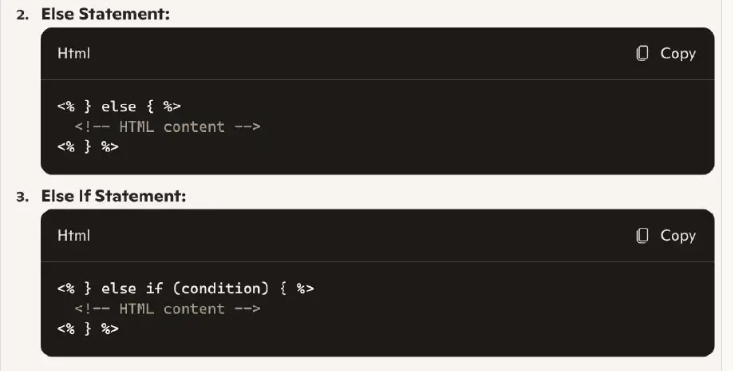 2. Else Statement:
Html Copy
<% } else { %>
<!-- HTML content -->
<% } %>
3. Else If Statement:
Html Copy
<% } else if (condition) { %>
<!-- HTML content -->
<% } %>